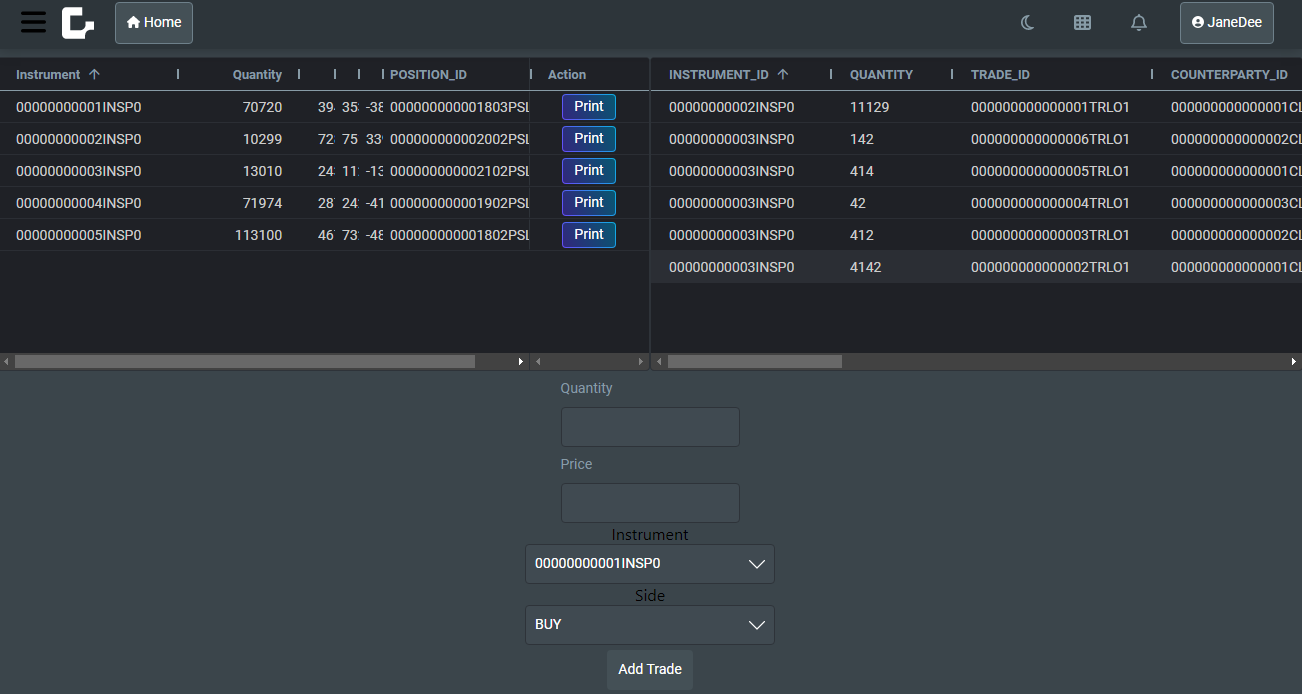 Home JaneDee
Instrument Quantity POSITION_ID Action INSTRUMENT_ID QUANTITY TRADE_ID COUNTERPARTY_ID
00000000001INSP0 70720 39 35 -38 000000000001803PSL Print 00000000002INSP0 11129 000000000000001TRLO1 000000000000001CL
00000000002INSP0 10299 72 75 339 000000000002002PSL Print 00000000003INSP0 142 000000000000006TRLO1 000000000000002CL
00000000003INSP0 13010 24 11 -13 000000000002102PSL Print 00000000003INSP0 414 000000000000005TRLO1 000000000000001CL
00000000004INSP0 71974 28 24 -41 000000000001902PSL Print 00000000003INSP0 42 000000000000004TRLO1 000000000000003CL
00000000005INSP0 113100 46 73 -48 000000000001802PSL Print 00000000003INSP0 412 000000000000003TRLO1 000000000000002CL
00000000003INSP0 4142 000000000000002TRLO1 000000000000001CL
Quantity
Price
Instrument
00000000001INSP0
Side
BUY
Add Trade